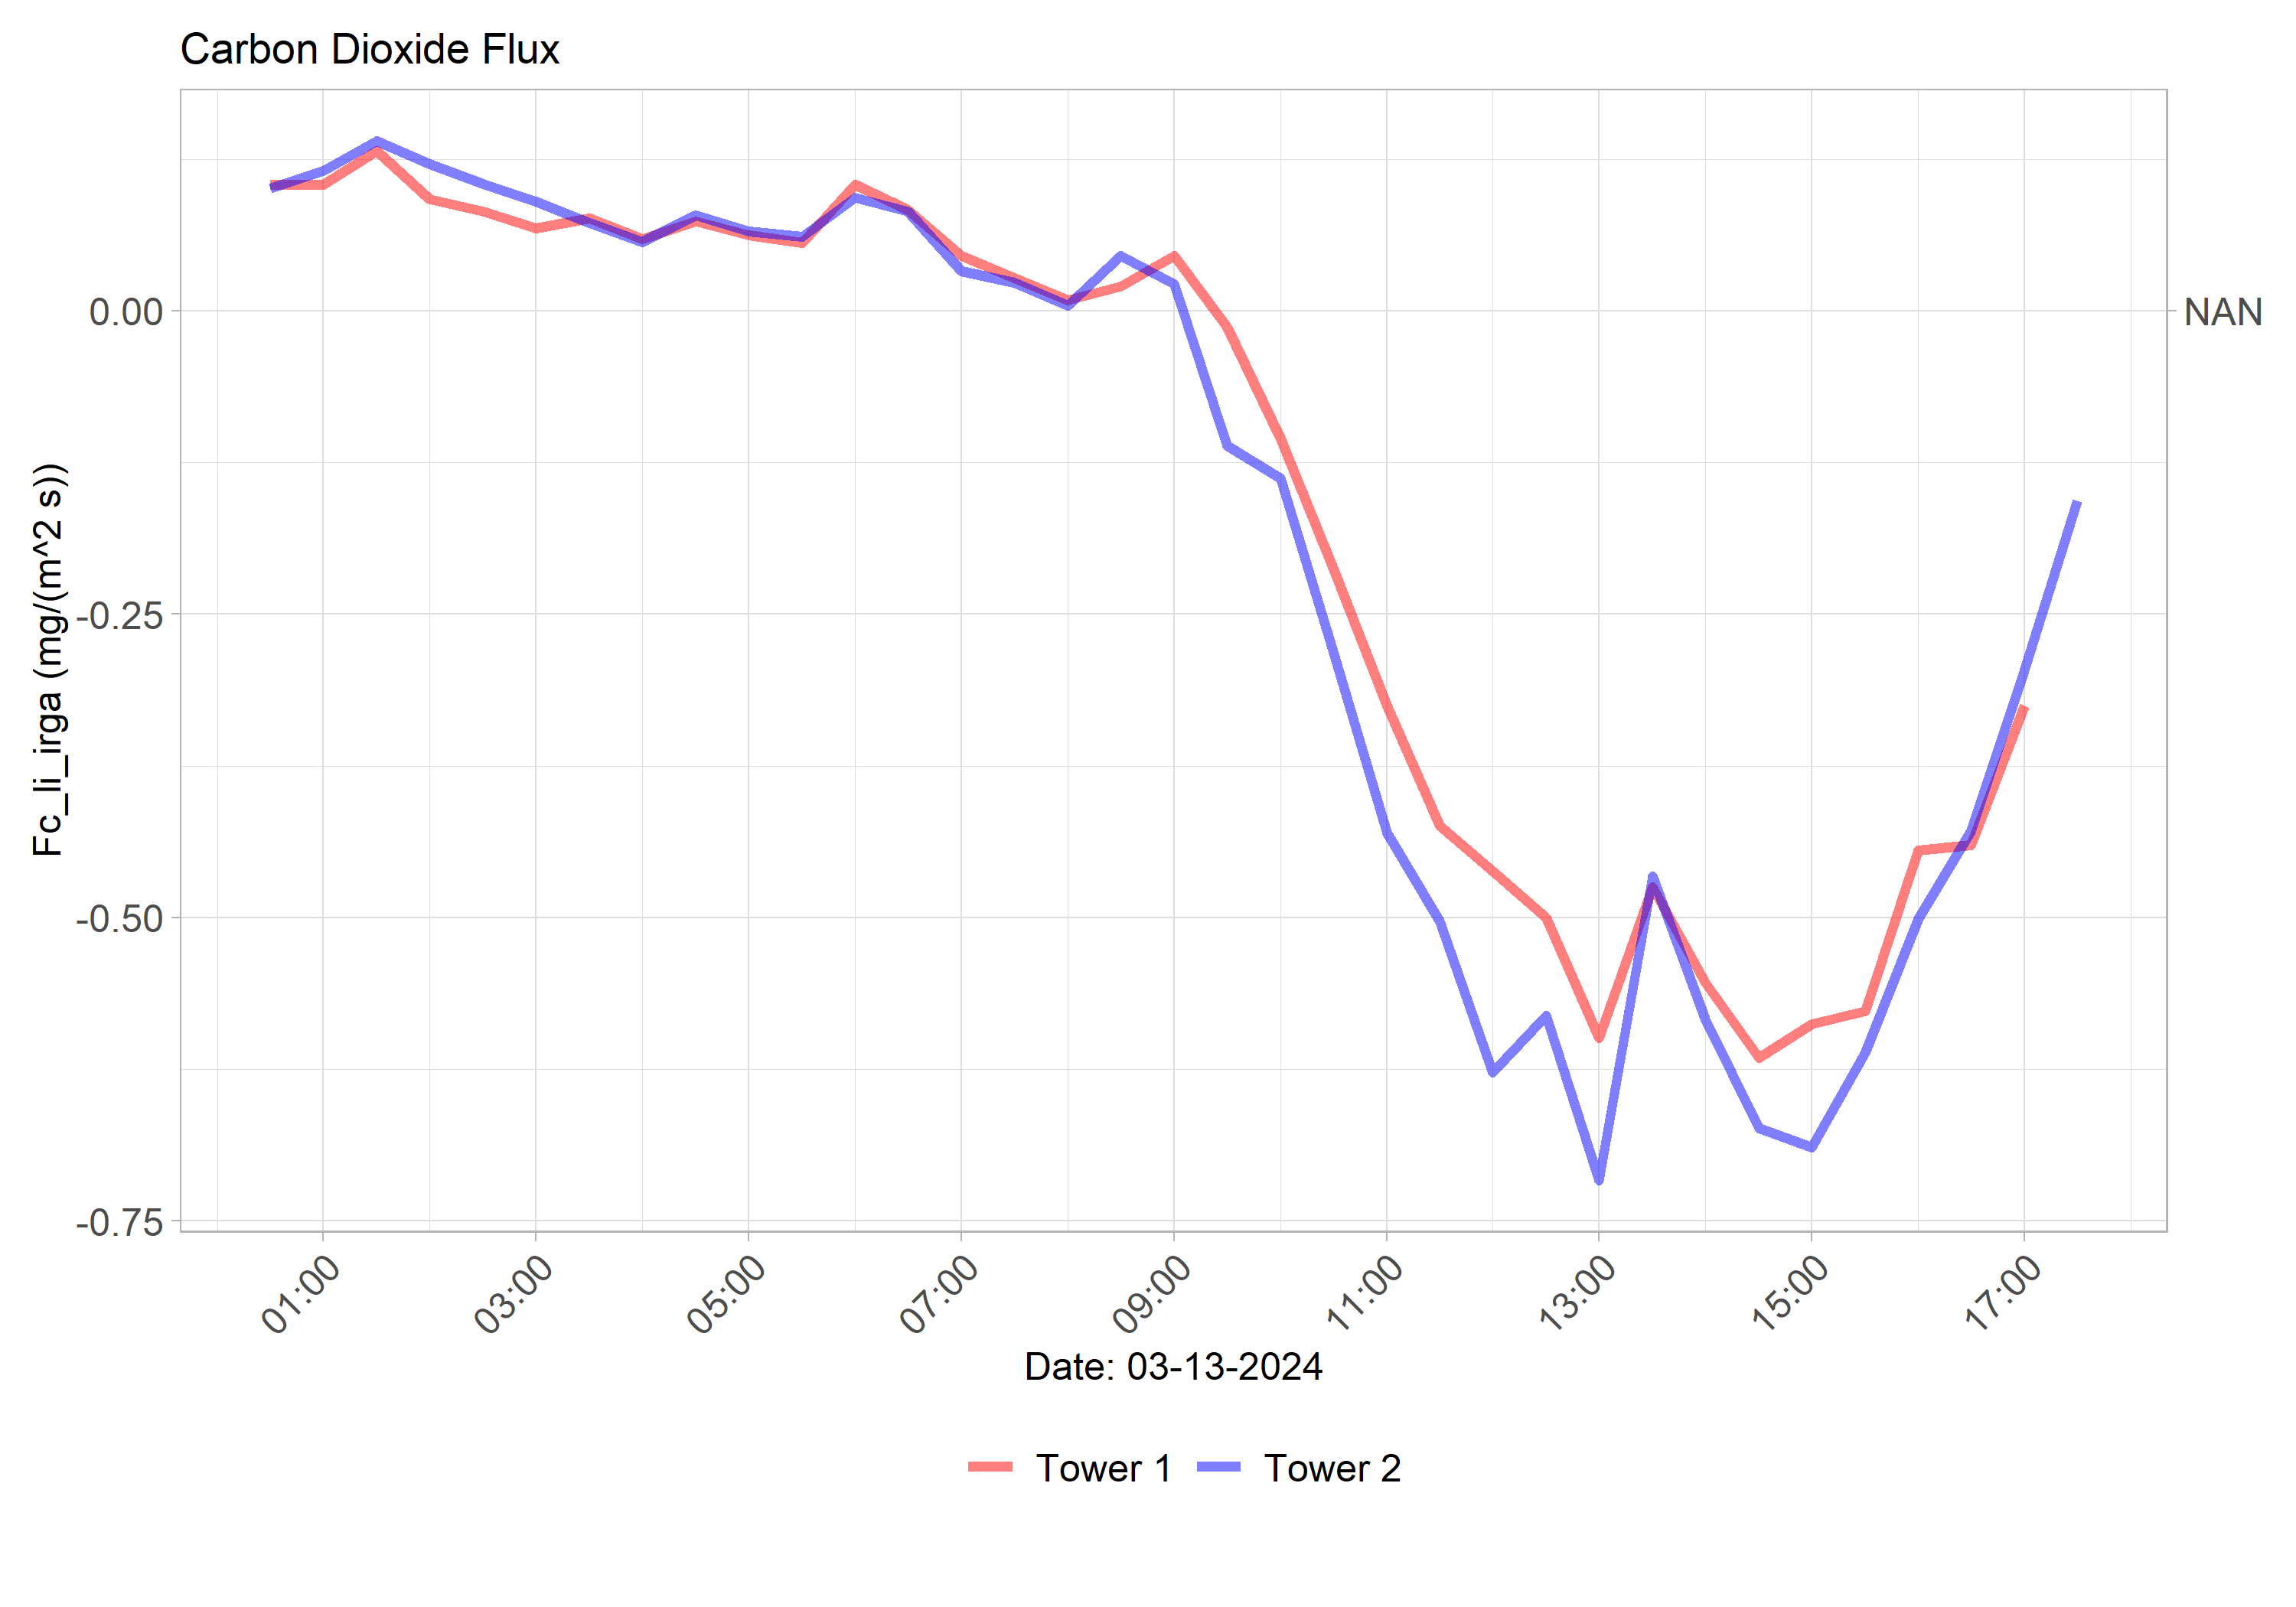 Carbon Dioxide Flux
Fc_li_irga (mg/(m^2 s))
0.00
-0.25
-0.50
-0.75
NAN
01:00
03:00
05:00
07:00
09:00
11:00
13:00
15:00
17:00
Date: 03-13-2024
Tower 1
Tower 2